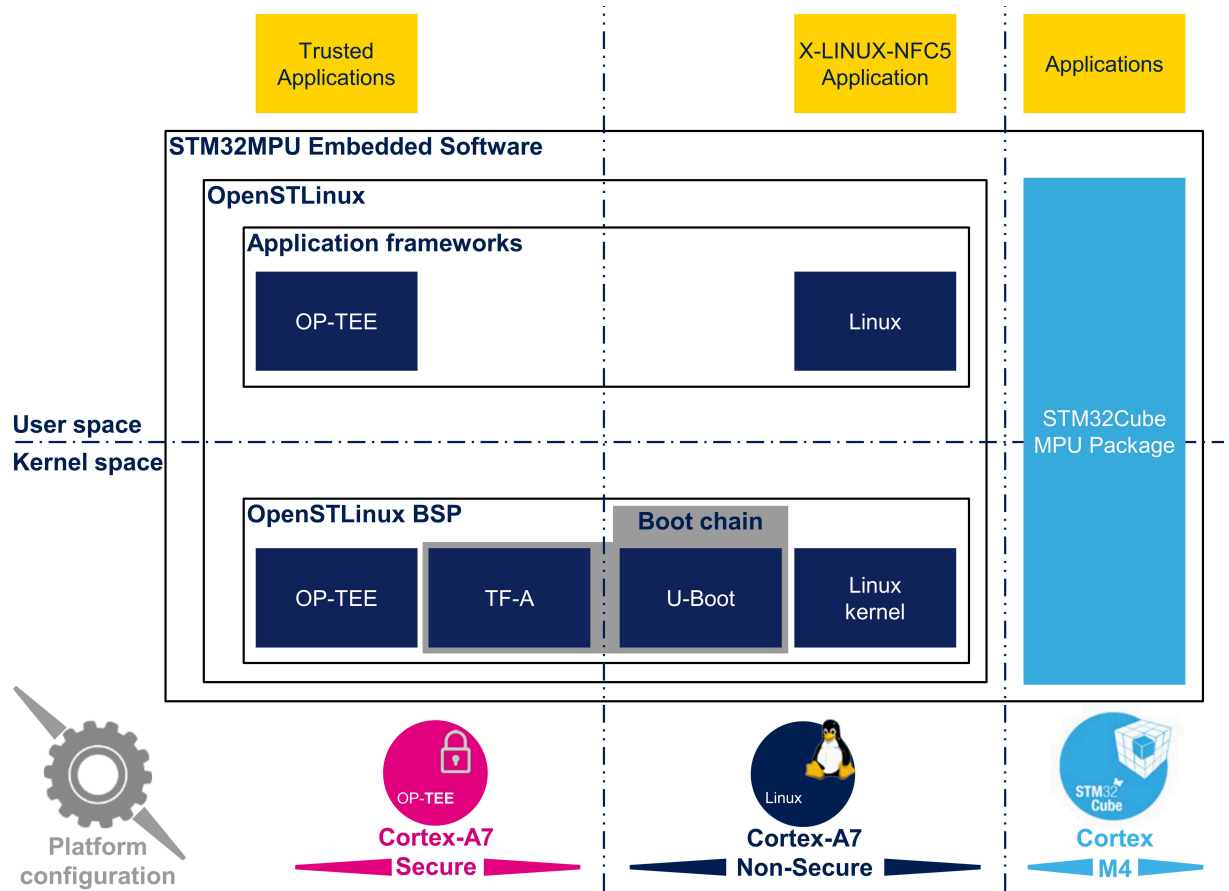 Trusted
Applications
X-LINUX-NFC5
Application
Applications
STM32MPU Embedded Software
OpenSTLinux
Application frameworks
OP-TEE
Linux
STM32Cube
MPU Package
User space
Kernel space
OpenSTLinux BSP
Boot chain
OP-TEE
TF-A
U-Boot
Linux
kernel
OP-TEE
Linux
STM32
Cube
Platform
configuration
Cortex-A7
Secure
Cortex-A7
Non-Secure
Cortex
M4